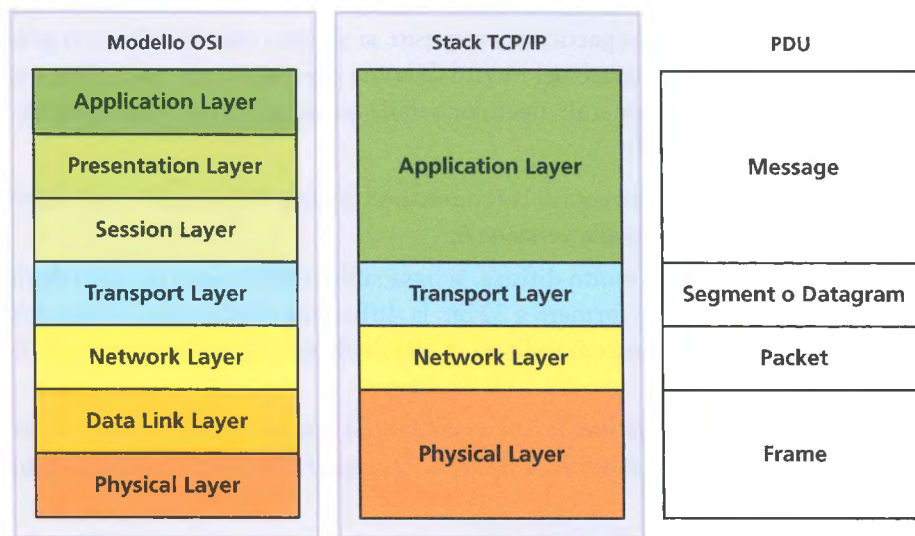 Modello OSI
Application Layer
Presentation Layer
Session Layer
Transport Layer
Network Layer
Data Link Layer
Physical Layer
Stack TCP/IP
Application Layer
Transport Layer
Network Layer
Physical Layer
PDU
Message
Segment o Datagram
Packet
Frame